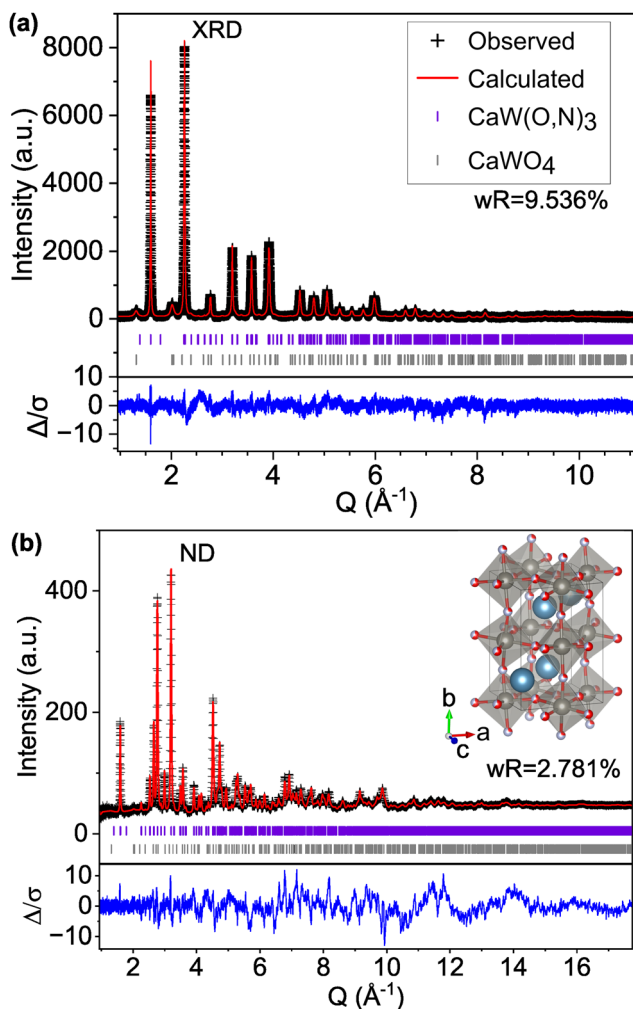 (a)
XRD
Observed
Calculated
CaW(O,N)3
CaWO4
wR=9.536%
Intensity (a.u.)
8000
6000
4000
2000
0
Δ/σ
10
0
−10
2
4
6
8
10
Q (Å-1)
(b)
ND
Intensity (a.u.)
400
200
0
b
a
c
wR=2.781%
Δ/σ
10
0
−10
2
4
6
8
10
12
14
16
Q (Å-1)